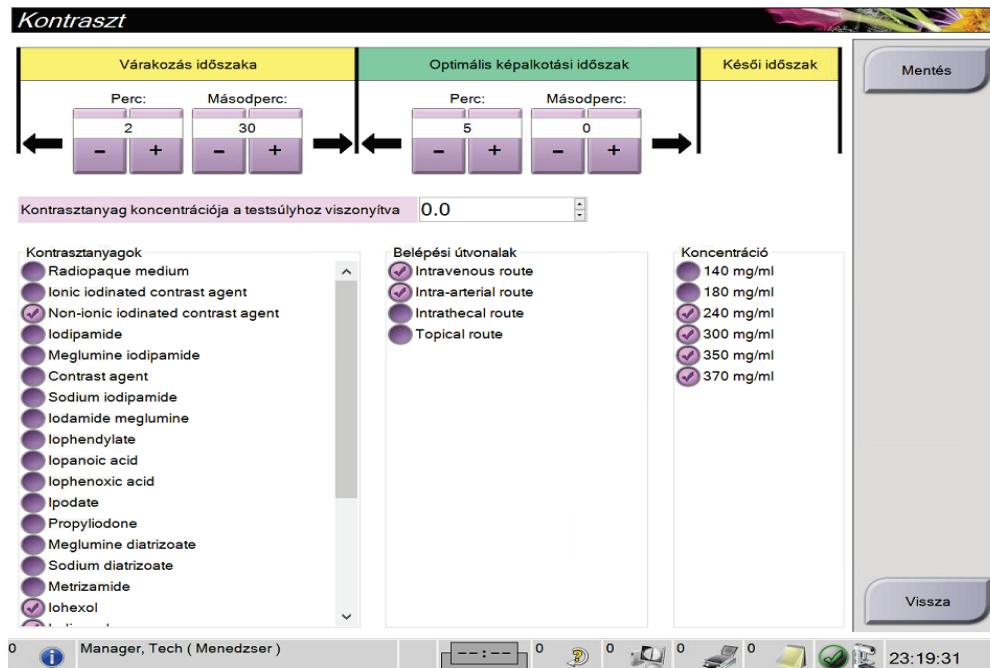 Kontraszt
Várakozás időszaka
Optimális képalkotási időszak
Késői időszak
Mentés
Perc: Másodperc: Perc: Másodperc:
2 30 5 0
- + - + - + - +
Kontrasztanyag koncentrációja a testsúlyhoz viszonyítva 0.0
Kontrasztanyagok
Radiopaque medium
Ionic iodinated contrast agent
Non-ionic iodinated contrast agent
Iodipamide
Meglumine iodipamide
Contrast agent
Sodium iodipamide
Iodamide meglumine
Iophendylate
Iopanoic acid
Iophenoxic acid
Ipodate
Propyliodone
Meglumine diatrizoate
Sodium diatrizoate
Metrizamide
Iohexol
Belépési útvonalak
Intravenous route
Intra-arterial route
Intrathecal route
Topical route
Koncentráció
140 mg/ml
180 mg/ml
240 mg/ml
300 mg/ml
350 mg/ml
370 mg/ml
Vissza
0 Manager, Tech ( Menedzser ) --:-- 0 0 0 0 23:19:31